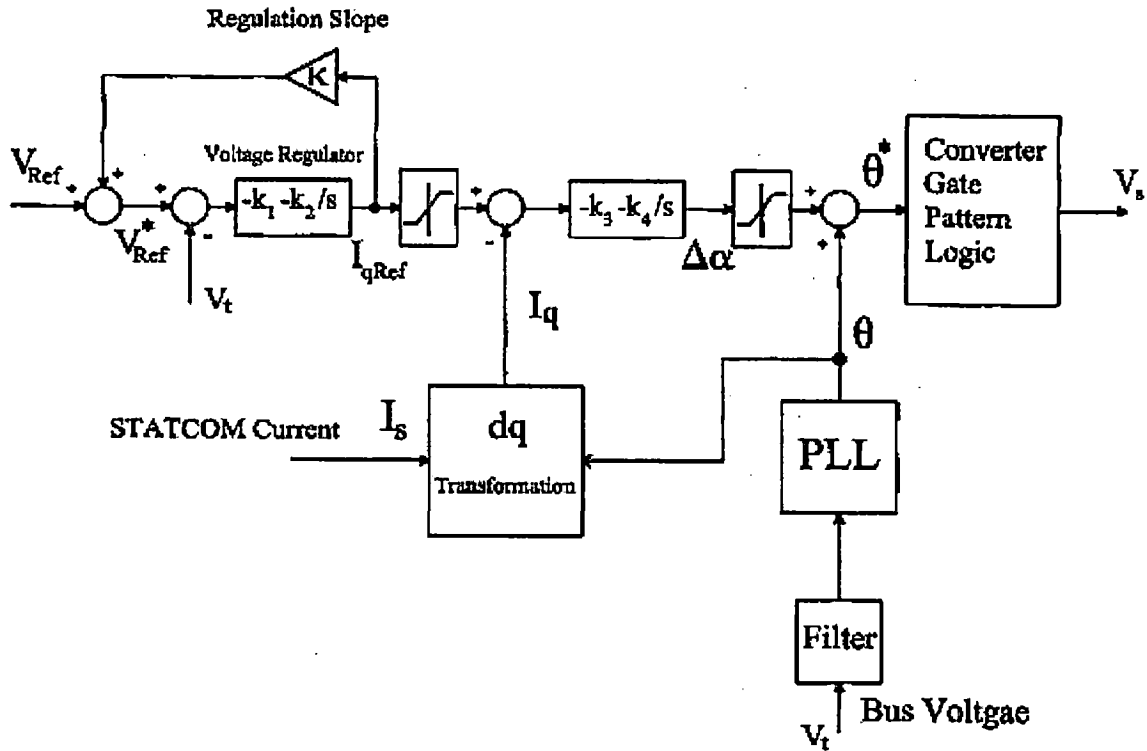 Regulation Slope
K
V_Ref
Voltage Regulator
-k_1 -k_2/s
V_Ref^*
V_t
I_qRef
-k_3 -k_4/s
Δα
θ^*
Converter
Gate
Pattern
Logic
V_s
I_q
θ
STATCOM Current
I_s
dq
Transformation
PLL
Filter
V_t
Bus Voltgae